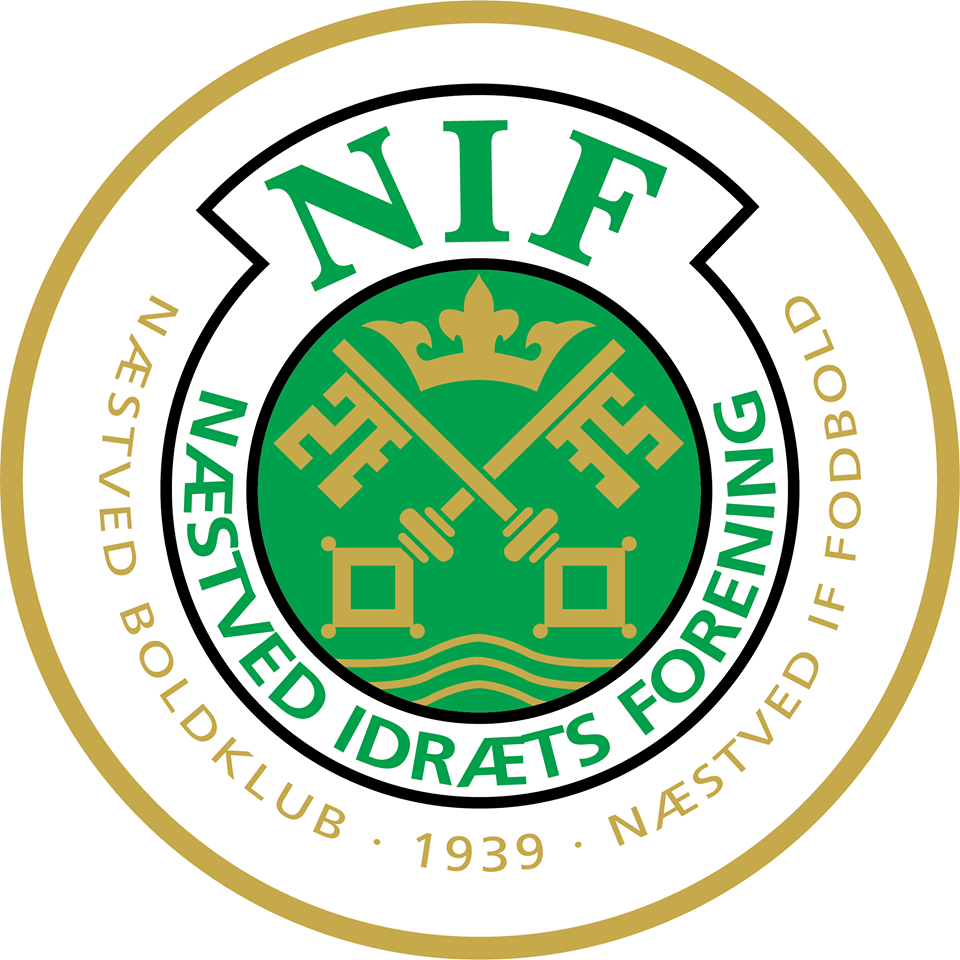 NIF
NÆSTVED IDRÆTS FORENING
NÆSTVED BOLDKLUB · 1939 · NÆSTVED IF FODBOLD